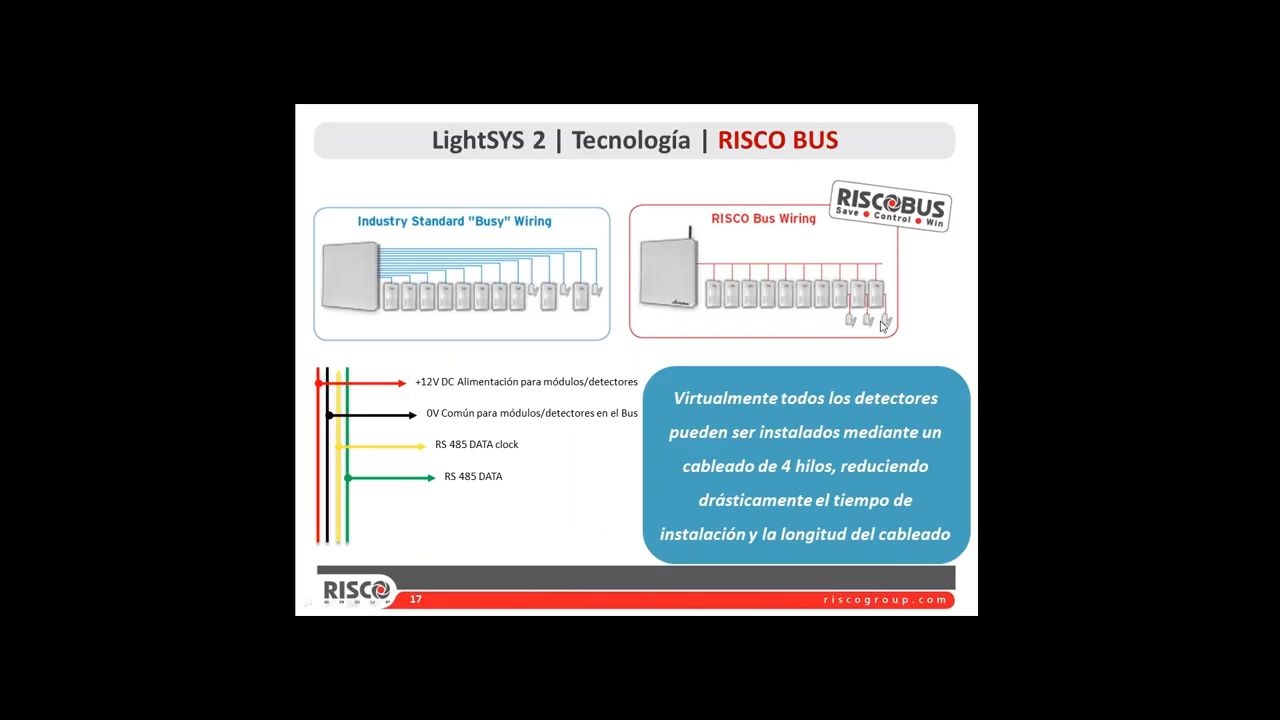 LightSYS 2 | Tecnología | RISCO BUS
RISCOBUS
Save • Control • Win
Industry Standard "Busy" Wiring
RISCO Bus Wiring
+12V DC Alimentación para módulos/detectores
0V Común para módulos/detectores en el Bus
RS 485 DATA clock
RS 485 DATA
Virtualmente todos los detectores
pueden ser instalados mediante un
cableado de 4 hilos, reduciendo
drásticamente el tiempo de
instalación y la longitud del cableado
RISCO
GROUP
17
riscogroup.com